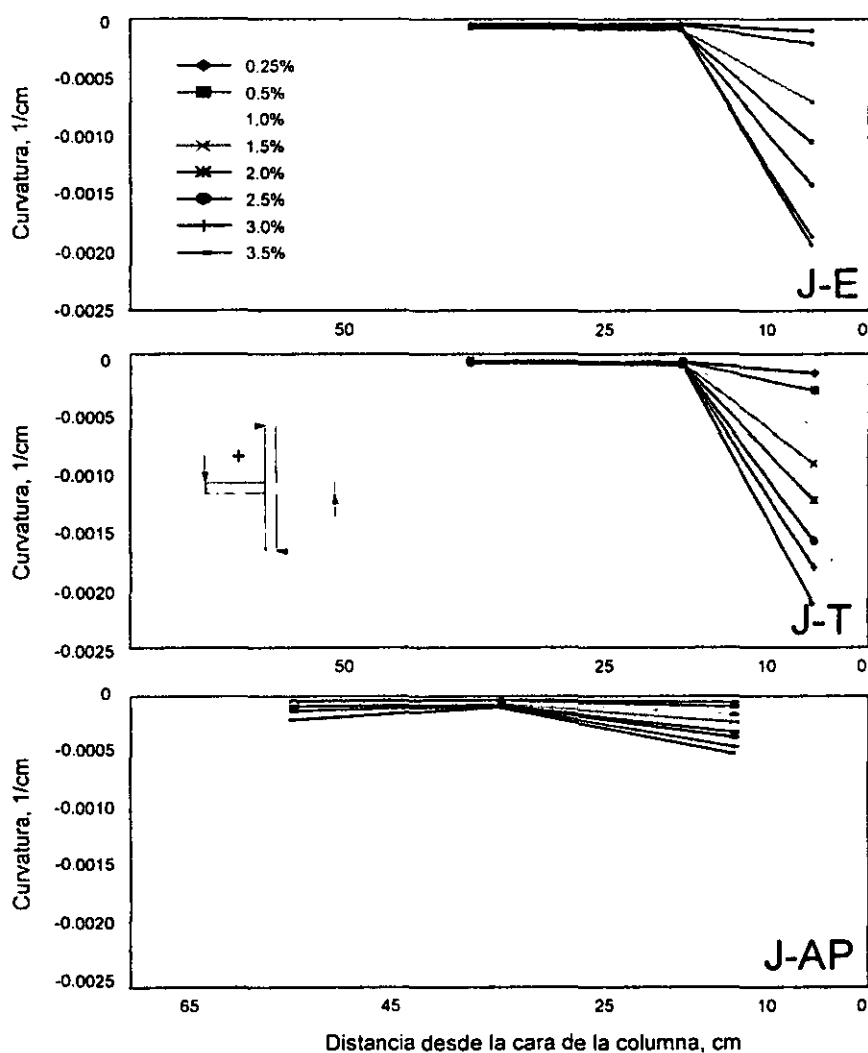 0
-0.0005
-0.0010
-0.0015
-0.0020
-0.0025
Curvatura, 1/cm
0.25%
0.5%
1.0%
1.5%
2.0%
2.5%
3.0%
3.5%
J-E
50 25 10 0
0
-0.0005
-0.0010
-0.0015
-0.0020
-0.0025
Curvatura, 1/cm
+
J-T
50 25 10 0
0
-0.0005
-0.0010
-0.0015
-0.0020
-0.0025
Curvatura, 1/cm
J-AP
65 45 25 10 0
Distancia desde la cara de la columna, cm